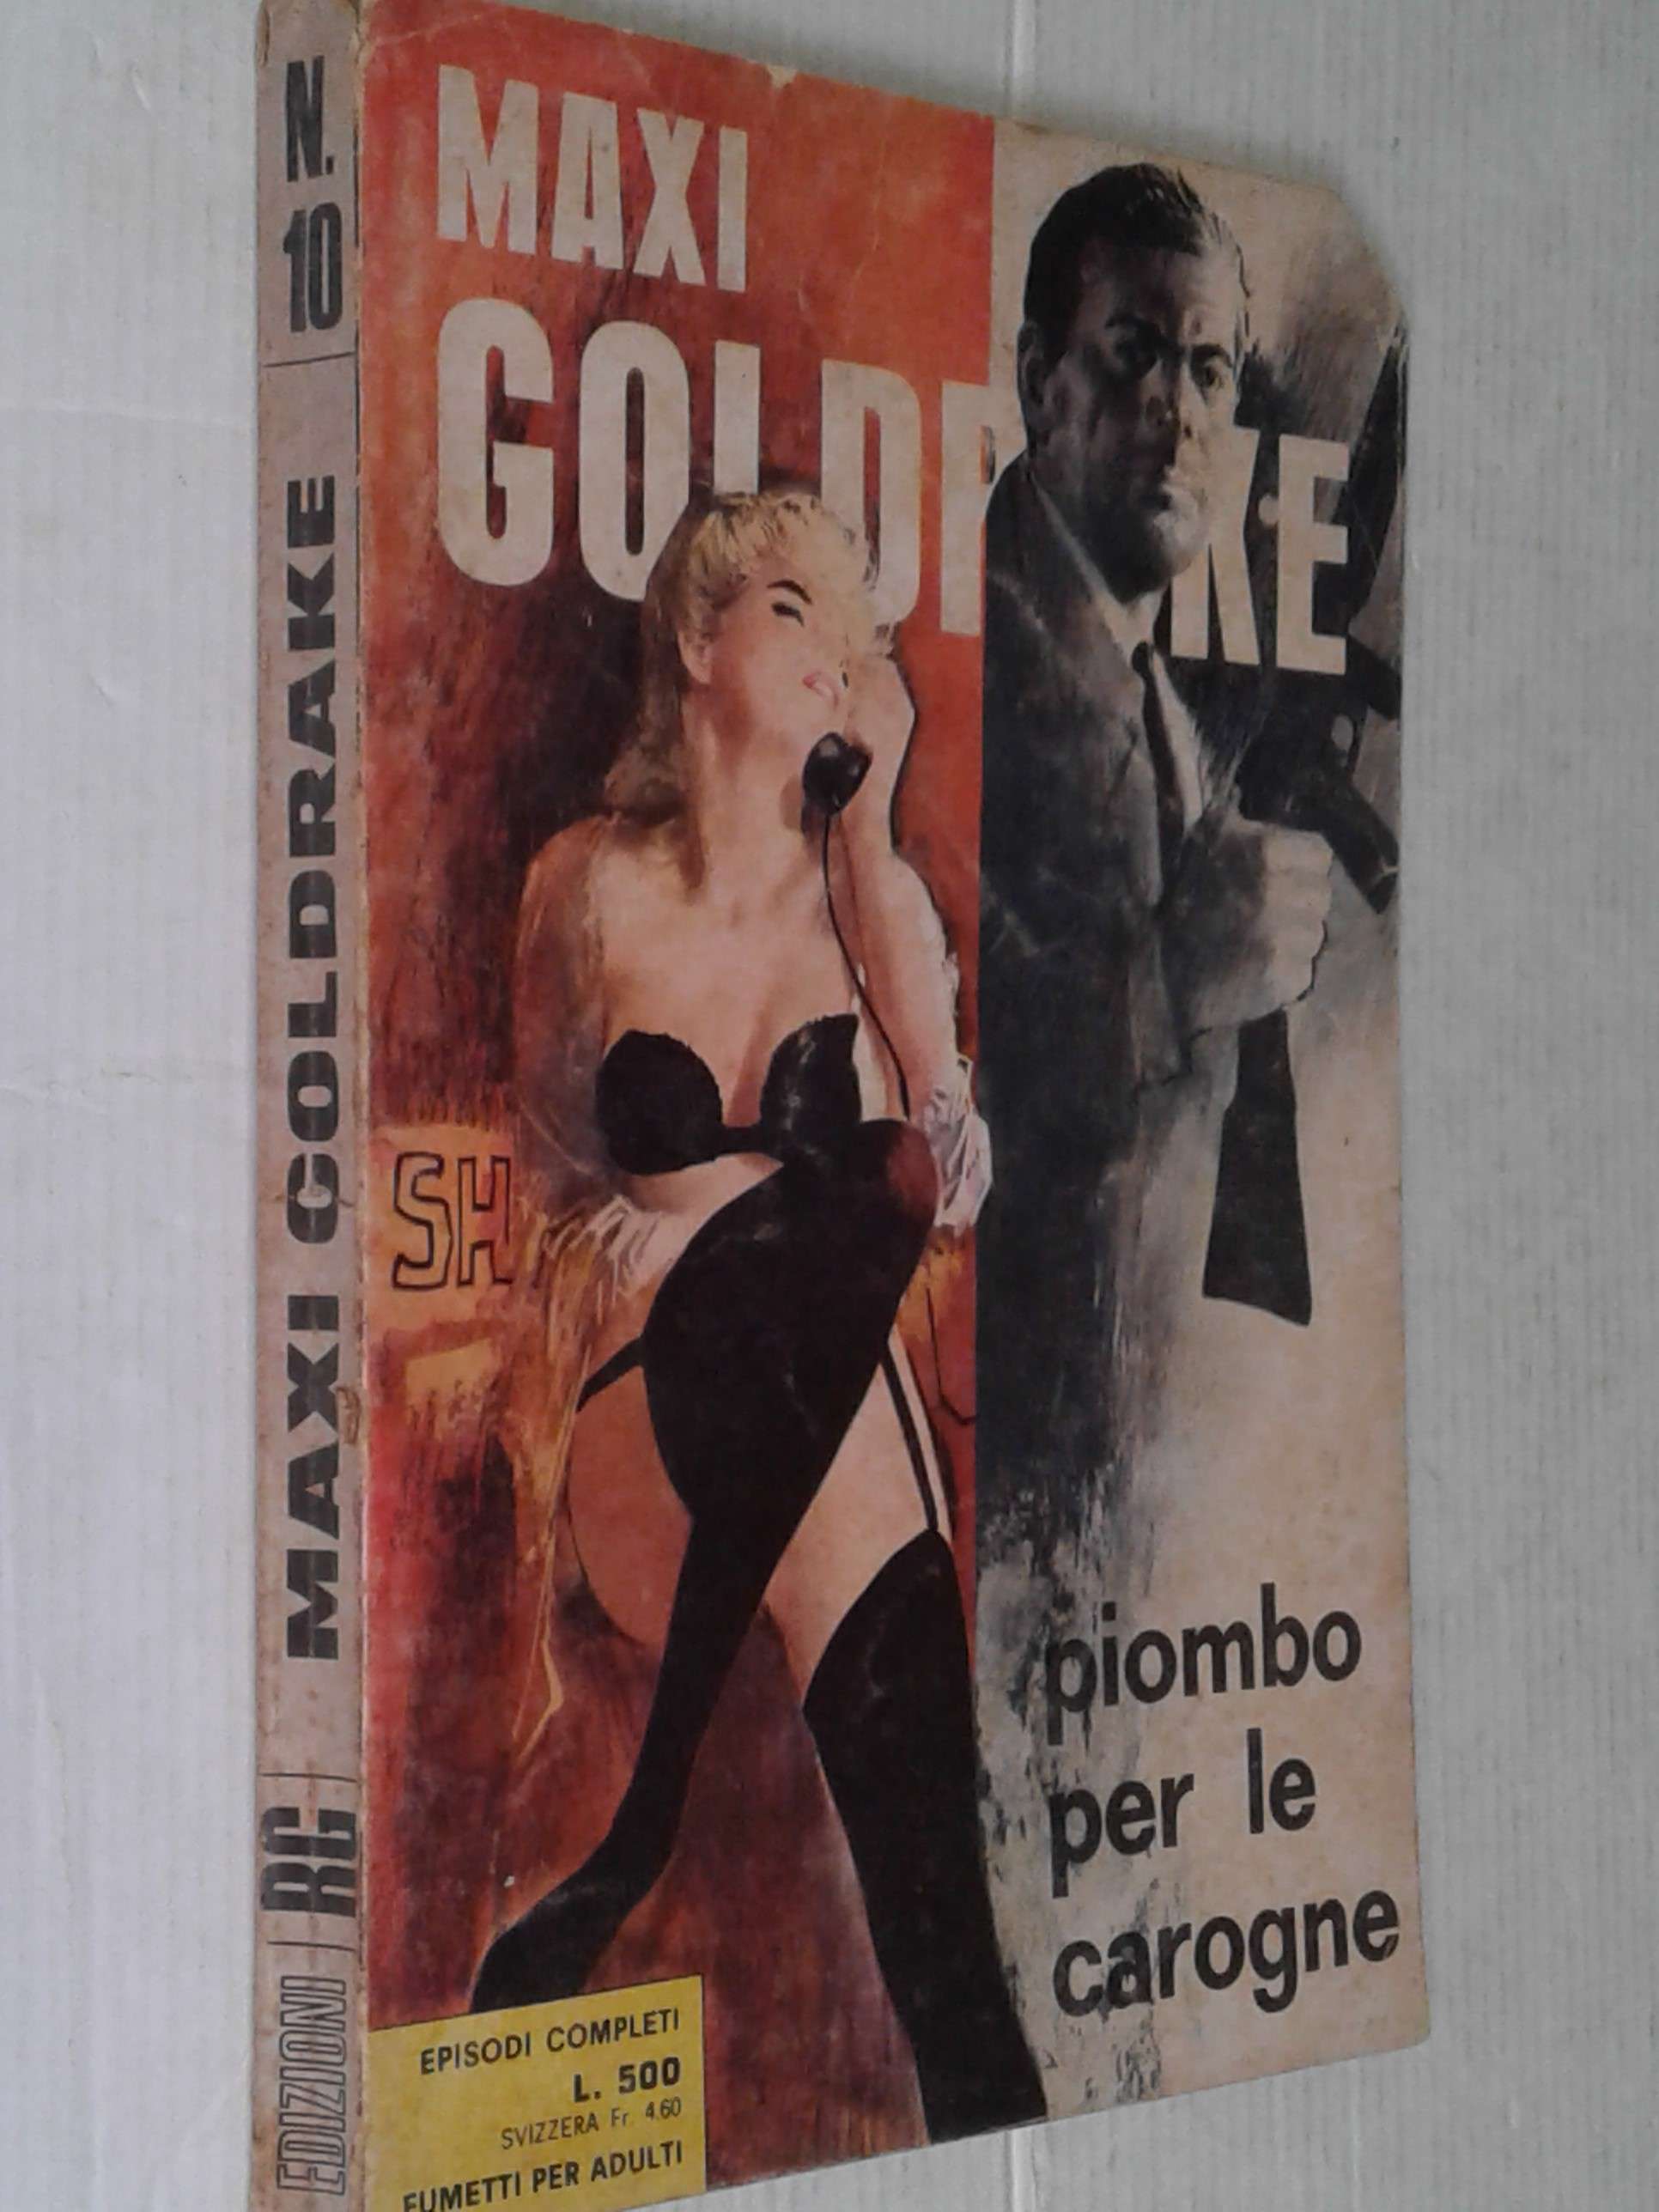 N. 10
MAXI GOLDRAKE
EDIZIONI RG
MAXI
GOLDRAKE
SH
piombo
per le
carogne
EPISODI COMPLETI
L. 500
SVIZZERA Fr. 4.60
FUMETTI PER ADULTI